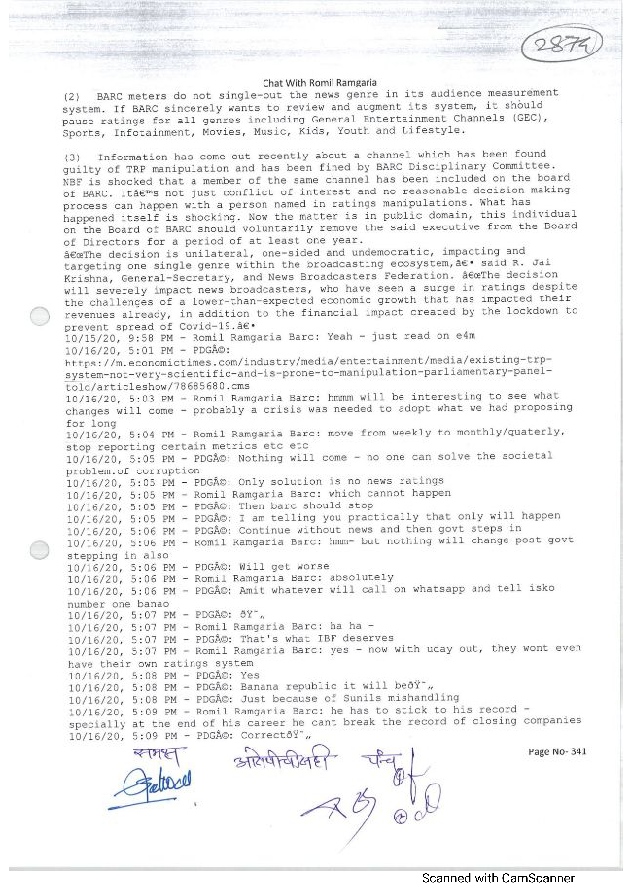 2874
Chat With Romil Ramgaria
(2) BARC meters do not single-out the news genre in its audience measurement
system. If BARC sincerely wants to review and augment its system, it should
pause ratings for all genres including General Entertainment Channels (GEC),
Sports, Infotainment, Movies, Music, Kids, Youth and Lifestyle.
(3) Information has come out recently about a channel which has been found
guilty of TRP manipulation and has been fined by BARC Disciplinary Committee.
NBF is shocked that a member of the same channel has been included on the board
of BARC. Itâ€™s not just conflict of interest and no reasonable decision making
process can happen with a person named in ratings manipulations. What has
happened itself is shocking. Now the matter is in public domain, this individual
on the Board of BARC should voluntarily remove the said executive from the Board
of Directors for a period of at least one year.
â€œThe decision is unilateral, one-sided and undemocratic, impacting and
targeting one single genre within the broadcasting ecosystem,â€• said R. Jai
Krishna, General-Secretary, and News Broadcasters Federation. â€œThe decision
will severely impact news broadcasters, who have seen a surge in ratings despite
the challenges of a lower-than-expected economic growth that has impacted their
revenues already, in addition to the financial impact created by the lockdown to
prevent spread of Covid-19.â€•
10/15/20, 9:58 PM - Romil Ramgaria Barc: Yeah - just read on e4m
10/16/20, 5:01 PM - PDGÂ©:
https://m.economictimes.com/industry/media/entertainment/media/existing-trp-
system-not-very-scientific-and-is-prone-to-manipulation-parliamentary-panel-
told/articleshow/78685680.cms
10/16/20, 5:03 PM - Romil Ramgaria Barc: hmmm will be interesting to see what
changes will come - probably a crisis was needed to adopt what we had proposing
for long
10/16/20, 5:04 PM - Romil Ramgaria Barc: move from weekly to monthly/quaterly,
stop reporting certain metrics etc etc
10/16/20, 5:05 PM - PDGÂ©: Nothing will come - no one can solve the societal
problem.of corruption
10/16/20, 5:05 PM - PDGÂ©: Only solution is no news ratings
10/16/20, 5:05 PM - Romil Ramgaria Barc: which cannot happen
10/16/20, 5:05 PM - PDGÂ©: Then barc should stop
10/16/20, 5:05 PM - PDGÂ©: I am telling you practically that only will happen
10/16/20, 5:06 PM - PDGÂ©: Continue without news and then govt steps in
10/16/20, 5:06 PM - Romil Ramgaria Barc: hmm- but nothing will change post govt
stepping in also
10/16/20, 5:06 PM - PDGÂ©: Will get worse
10/16/20, 5:06 PM - Romil Ramgaria Barc: absolutely
10/16/20, 5:06 PM - PDGÂ©: Amit whatever will call on whatsapp and tell isko
number one banao
10/16/20, 5:07 PM - PDGÂ©: ðŸ˜„
10/16/20, 5:07 PM - Romil Ramgaria Barc: ha ha -
10/16/20, 5:07 PM - PDGÂ©: That's what IBF deserves
10/16/20, 5:07 PM - Romil Ramgaria Barc: yes - now with ucay out, they wont even
have their own ratings system
10/16/20, 5:08 PM - PDGÂ©: Yes
10/16/20, 5:08 PM - PDGÂ©: Banana republic it will beðŸ˜„
10/16/20, 5:08 PM - PDGÂ©: Just because of Sunils mishandling
10/16/20, 5:09 PM - Romil Ramgaria Barc: he has to stick to his record -
specially at the end of his career he cant break the record of closing companies
10/16/20, 5:09 PM - PDGÂ©: CorrectðŸ˜„
समक्ष आरोपीची सही पंच
Page No- 341
Scanned with CamScanner